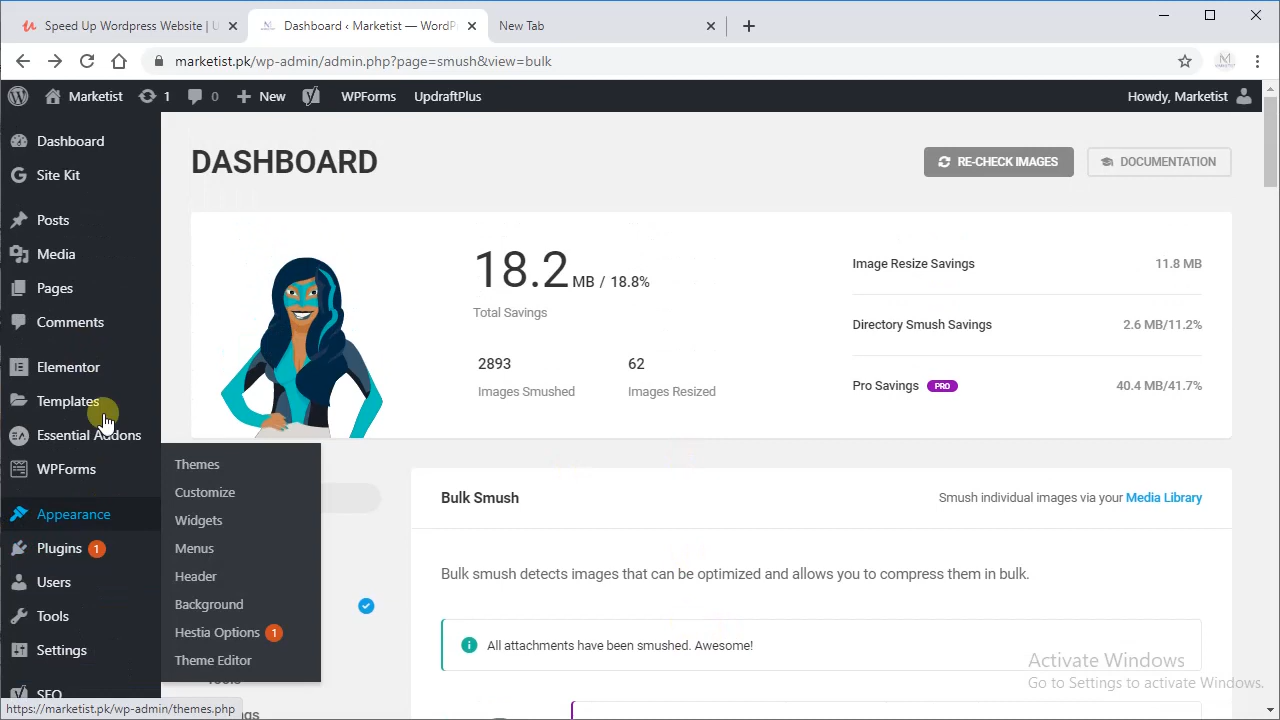 Speed Up Wordpress Website | U
Dashboard ‹ Marketist — WordP
New Tab
marketist.pk/wp-admin/admin.php?page=smush&view=bulk
Marketist
1
0
New
WPForms
UpdraftPlus
Howdy, Marketist
Dashboard
Site Kit
Posts
Media
Pages
Comments
Elementor
Templates
Essential Addons
WPForms
Appearance
Plugins 1
Users
Tools
Settings
SEO
Themes
Customize
Widgets
Menus
Header
Background
Hestia Options 1
Theme Editor
DASHBOARD
RE-CHECK IMAGES
DOCUMENTATION
18.2 MB / 18.8%
Total Savings
2893
Images Smushed
62
Images Resized
Image Resize Savings 11.8 MB
Directory Smush Savings 2.6 MB/11.2%
Pro Savings PRO 40.4 MB/41.7%
Bulk Smush
Smush individual images via your Media Library
Bulk smush detects images that can be optimized and allows you to compress them in bulk.
All attachments have been smushed. Awesome!
Activate Windows
Go to Settings to activate Windows.
https://marketist.pk/wp-admin/themes.php